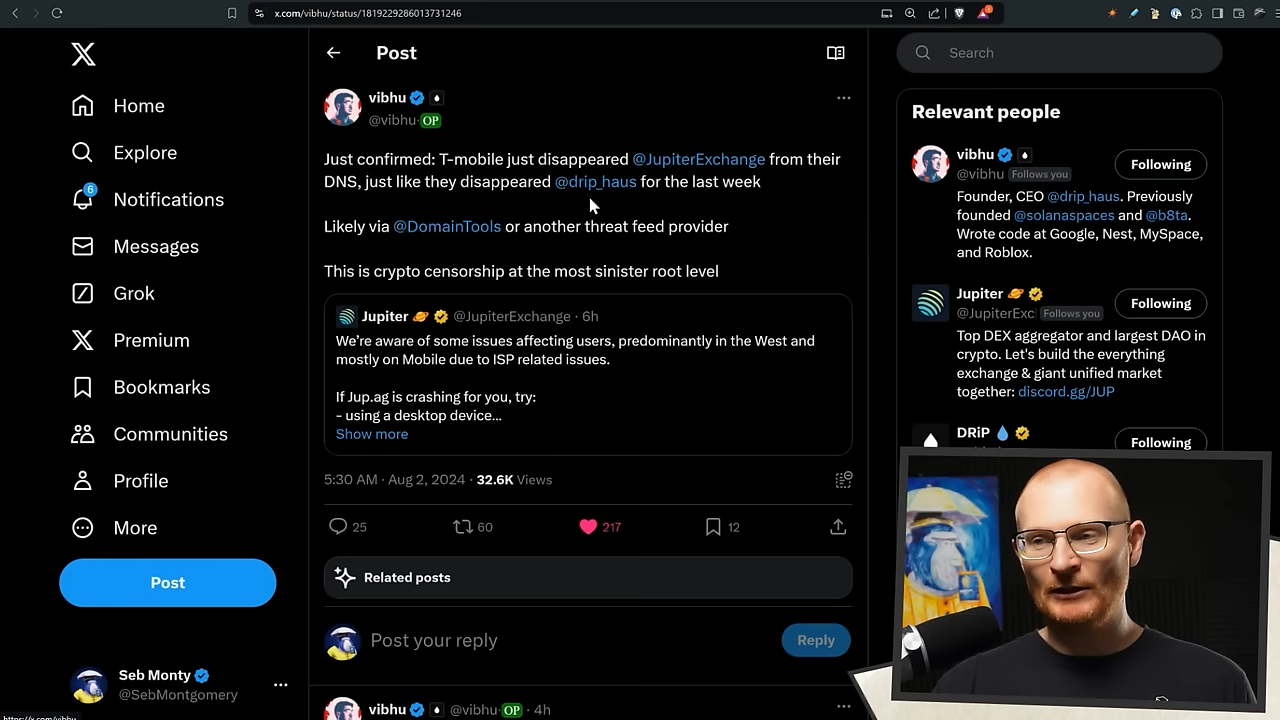 x.com/vibhu/status/1819229286013731246
Home
Explore
6
Notifications
Messages
Grok
Premium
Bookmarks
Communities
Profile
More
Post
Seb Monty
@SebMontgomery
https://x.com/vibhu
Post
vibhu
@vibhu· OP
Just confirmed: T-mobile just disappeared @JupiterExchange from their
DNS, just like they disappeared @drip_haus for the last week
Likely via @DomainTools or another threat feed provider
This is crypto censorship at the most sinister root level
Jupiter 🪐 @JupiterExchange · 6h
We’re aware of some issues affecting users, predominantly in the West and
mostly on Mobile due to ISP related issues.
If Jup.ag is crashing for you, try:
- using a desktop device...
Show more
5:30 AM · Aug 2, 2024 · 32.6K Views
25 60 217 12
Related posts
Post your reply
Reply
vibhu @vibhu· OP · 4h
Search
Relevant people
vibhu
@vibhu Follows you
Following
Founder, CEO @drip_haus. Previously
founded @solanaspaces and @b8ta.
Wrote code at Google, Nest, MySpace,
and Roblox.
Jupiter 🪐
@JupiterExc Follows you
Following
Top DEX aggregator and largest DAO in
crypto. Let's build the everything
exchange & giant unified market
together: discord.gg/JUP
DRiP 💧
Following